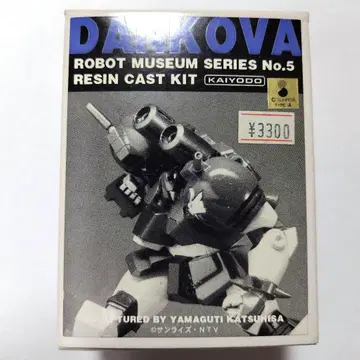 DARKOVA
ROBOT MUSEUM SERIES No.5
RESIN CAST KIT KAIYODO
¥3300
TURED BY YAMAGUTI KATSUHISA
©サンライズ・NTV